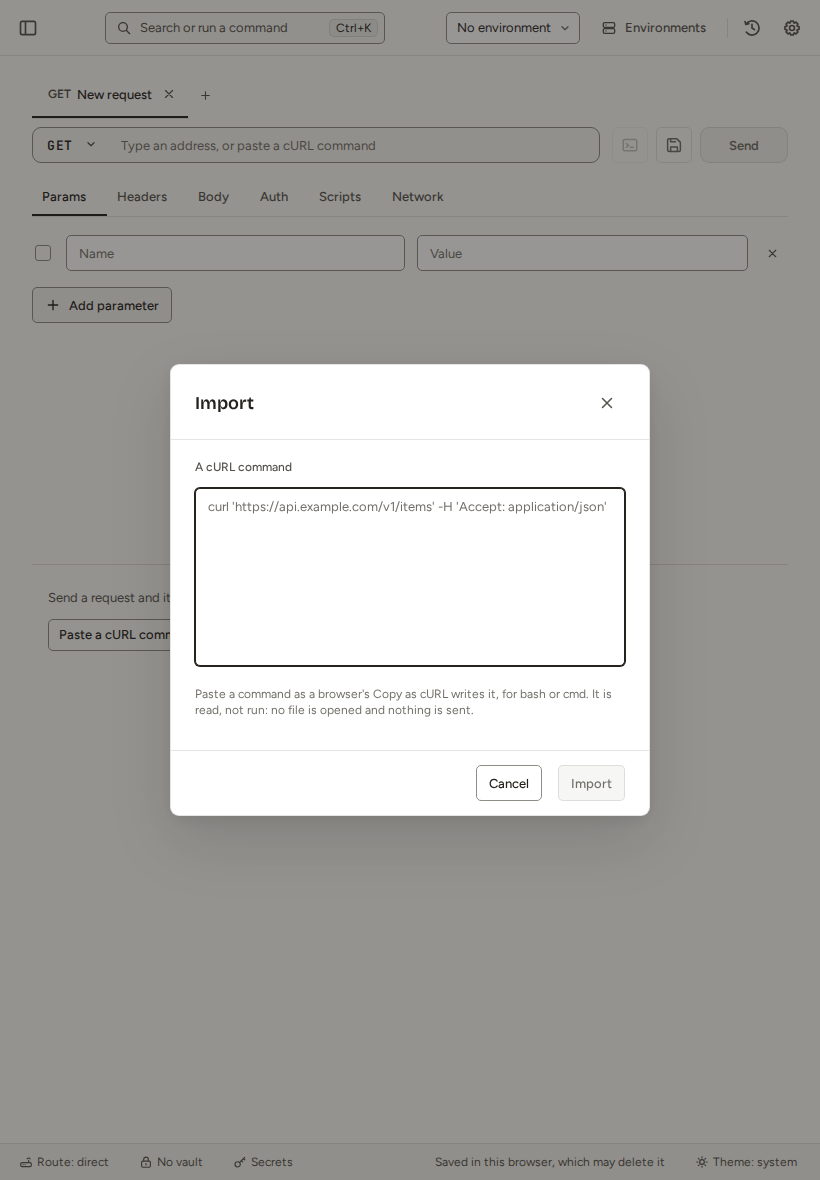 Search or run a command Ctrl+K
No environment
Environments
GET New request
GET Type an address, or paste a cURL command
Send
Params Headers Body Auth Scripts Network
Name Value
Add parameter
Import
A cURL command
curl 'https://api.example.com/v1/items' -H 'Accept: application/json'
Send a request and it
Paste a cURL comm
Paste a command as a browser's Copy as cURL writes it, for bash or cmd. It is
read, not run: no file is opened and nothing is sent.
Cancel Import
Route: direct No vault Secrets Saved in this browser, which may delete it Theme: system